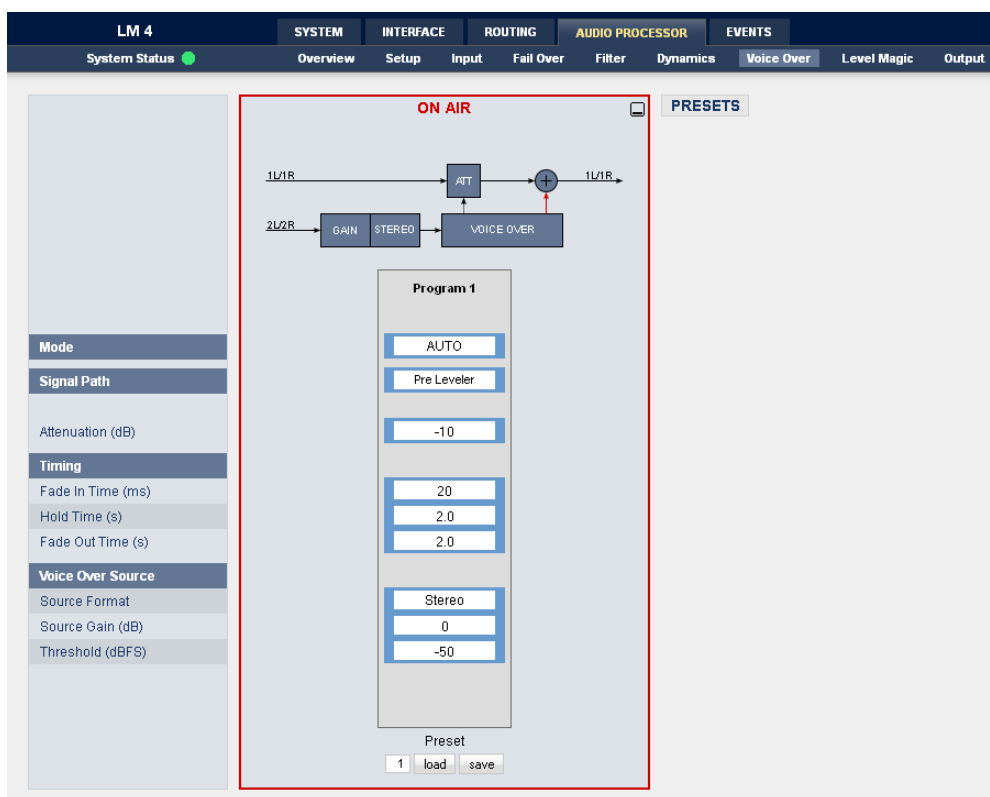 LM 4 SYSTEM INTERFACE ROUTING AUDIO PROCESSOR EVENTS
System Status Overview Setup Input Fail Over Filter Dynamics Voice Over Level Magic Output
ON AIR
PRESETS
1L/1R ATT + 1L/1R
2L/2R GAIN STEREO VOICE OVER
Program 1
Mode AUTO
Signal Path Pre Leveler
Attenuation (dB) -10
Timing
Fade In Time (ms) 20
Hold Time (s) 2.0
Fade Out Time (s) 2.0
Voice Over Source
Source Format Stereo
Source Gain (dB) 0
Threshold (dBFS) -50
Preset
1 load save